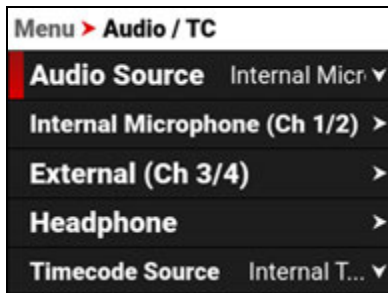 Menu > Audio / TC
Audio Source Internal Micr
Internal Microphone (Ch 1/2)
External (Ch 3/4)
Headphone
Timecode Source Internal T...